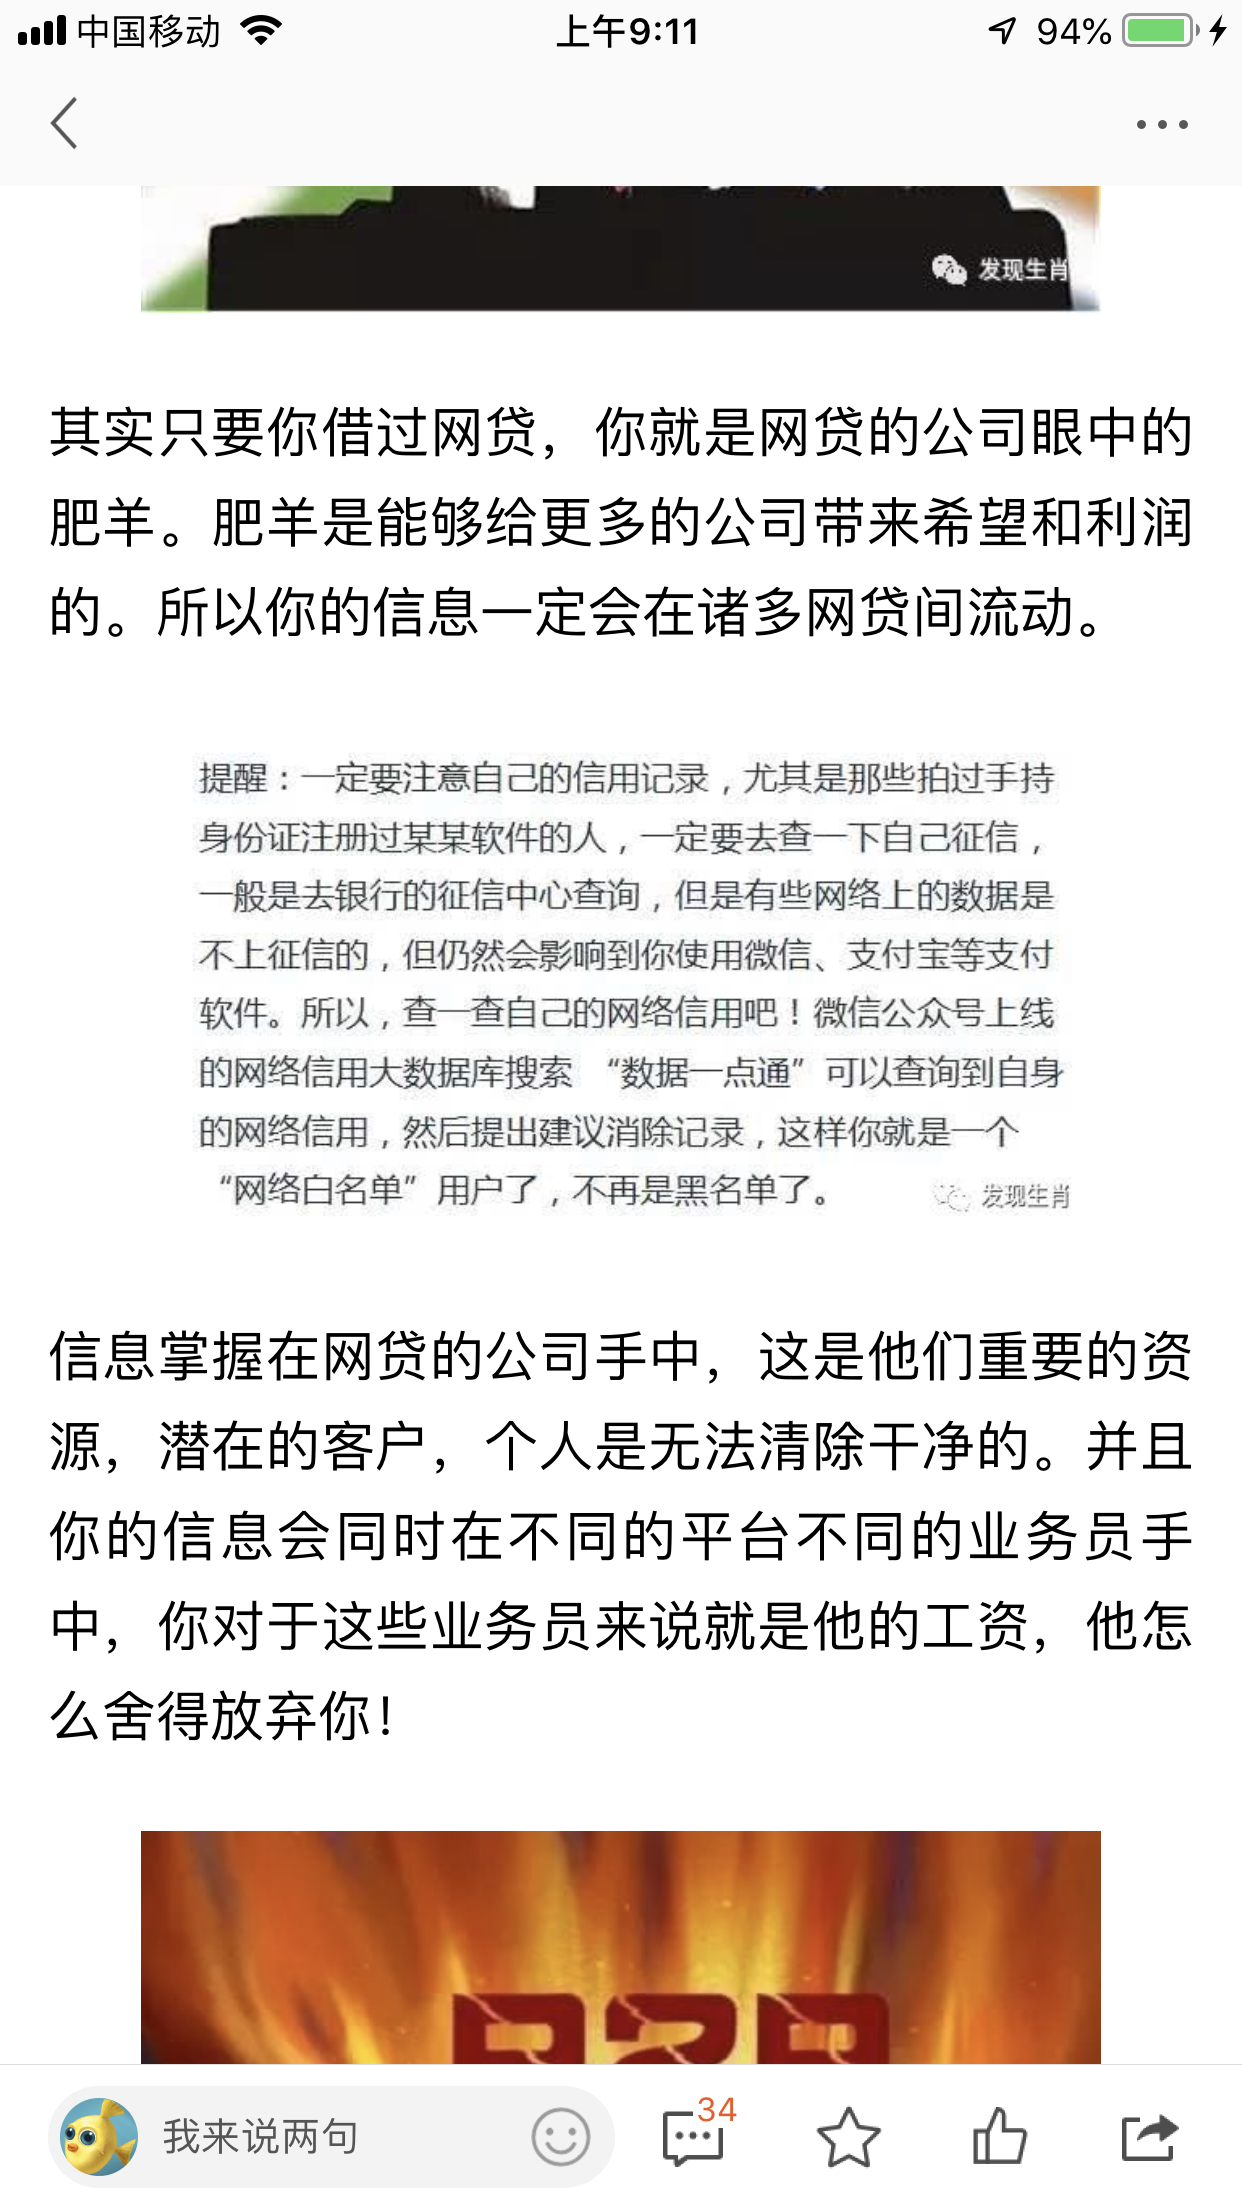 中国移动
上午9:11
94%
发现生肖
其实只要你借过网贷，你就是网贷的公司眼中的
肥羊。肥羊是能够给更多的公司带来希望和利润
的。所以你的信息一定会在诸多网贷间流动。
提醒：一定要注意自己的信用记录，尤其是那些拍过手持
身份证注册过某某软件的人，一定要去查一下自己征信，
一般是去银行的征信中心查询，但是有些网络上的数据是
不上征信的，但仍然会影响到你使用微信、支付宝等支付
软件。所以，查一查自己的网络信用吧！微信公众号上线
的网络信用大数据库搜索 “数据一点通” 可以查询到自身
的网络信用，然后提出建议消除记录，这样你就是一个
“网络白名单” 用户了，不再是黑名单了。
发现生肖
信息掌握在网贷的公司手中，这是他们重要的资
源，潜在的客户，个人是无法清除干净的。并且
你的信息会同时在不同的平台不同的业务员手
中，你对于这些业务员来说就是他的工资，他怎
么舍得放弃你！
我来说两句
34